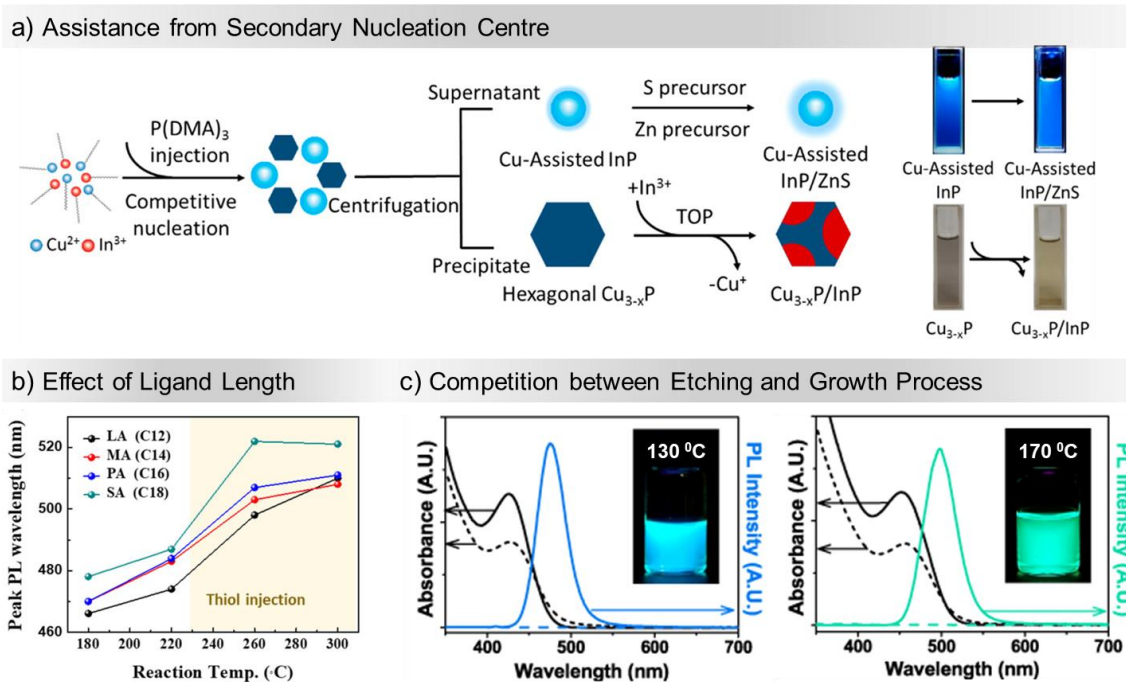 a) Assistance from Secondary Nucleation Centre
P(DMA)₃
injection
Competitive
nucleation
Cu²⁺ In³⁺
Centrifugation
Supernatant
Cu-Assisted InP
S precursor
Zn precursor
Cu-Assisted
InP/ZnS
Precipitate
Hexagonal Cu₃₋ₓP
+In³⁺
TOP
-Cu⁺
Cu₃₋ₓP/InP
Cu-Assisted
InP
Cu-Assisted
InP/ZnS
Cu₃₋ₓP
Cu₃₋ₓP/InP
b) Effect of Ligand Length
Peak PL wavelength (nm)
520
500
480
460
LA (C12)
MA (C14)
PA (C16)
SA (C18)
Thiol injection
180 200 220 240 260 280 300
Reaction Temp. (·C)
c) Competition between Etching and Growth Process
Absorbance (A.U.)
130 ⁰C
PL Intensity (A.U.)
400 500 600 700
Wavelength (nm)
Absorbance (A.U.)
170 ⁰C
PL Intensity (A.U.)
400 500 600 700
Wavelength (nm)